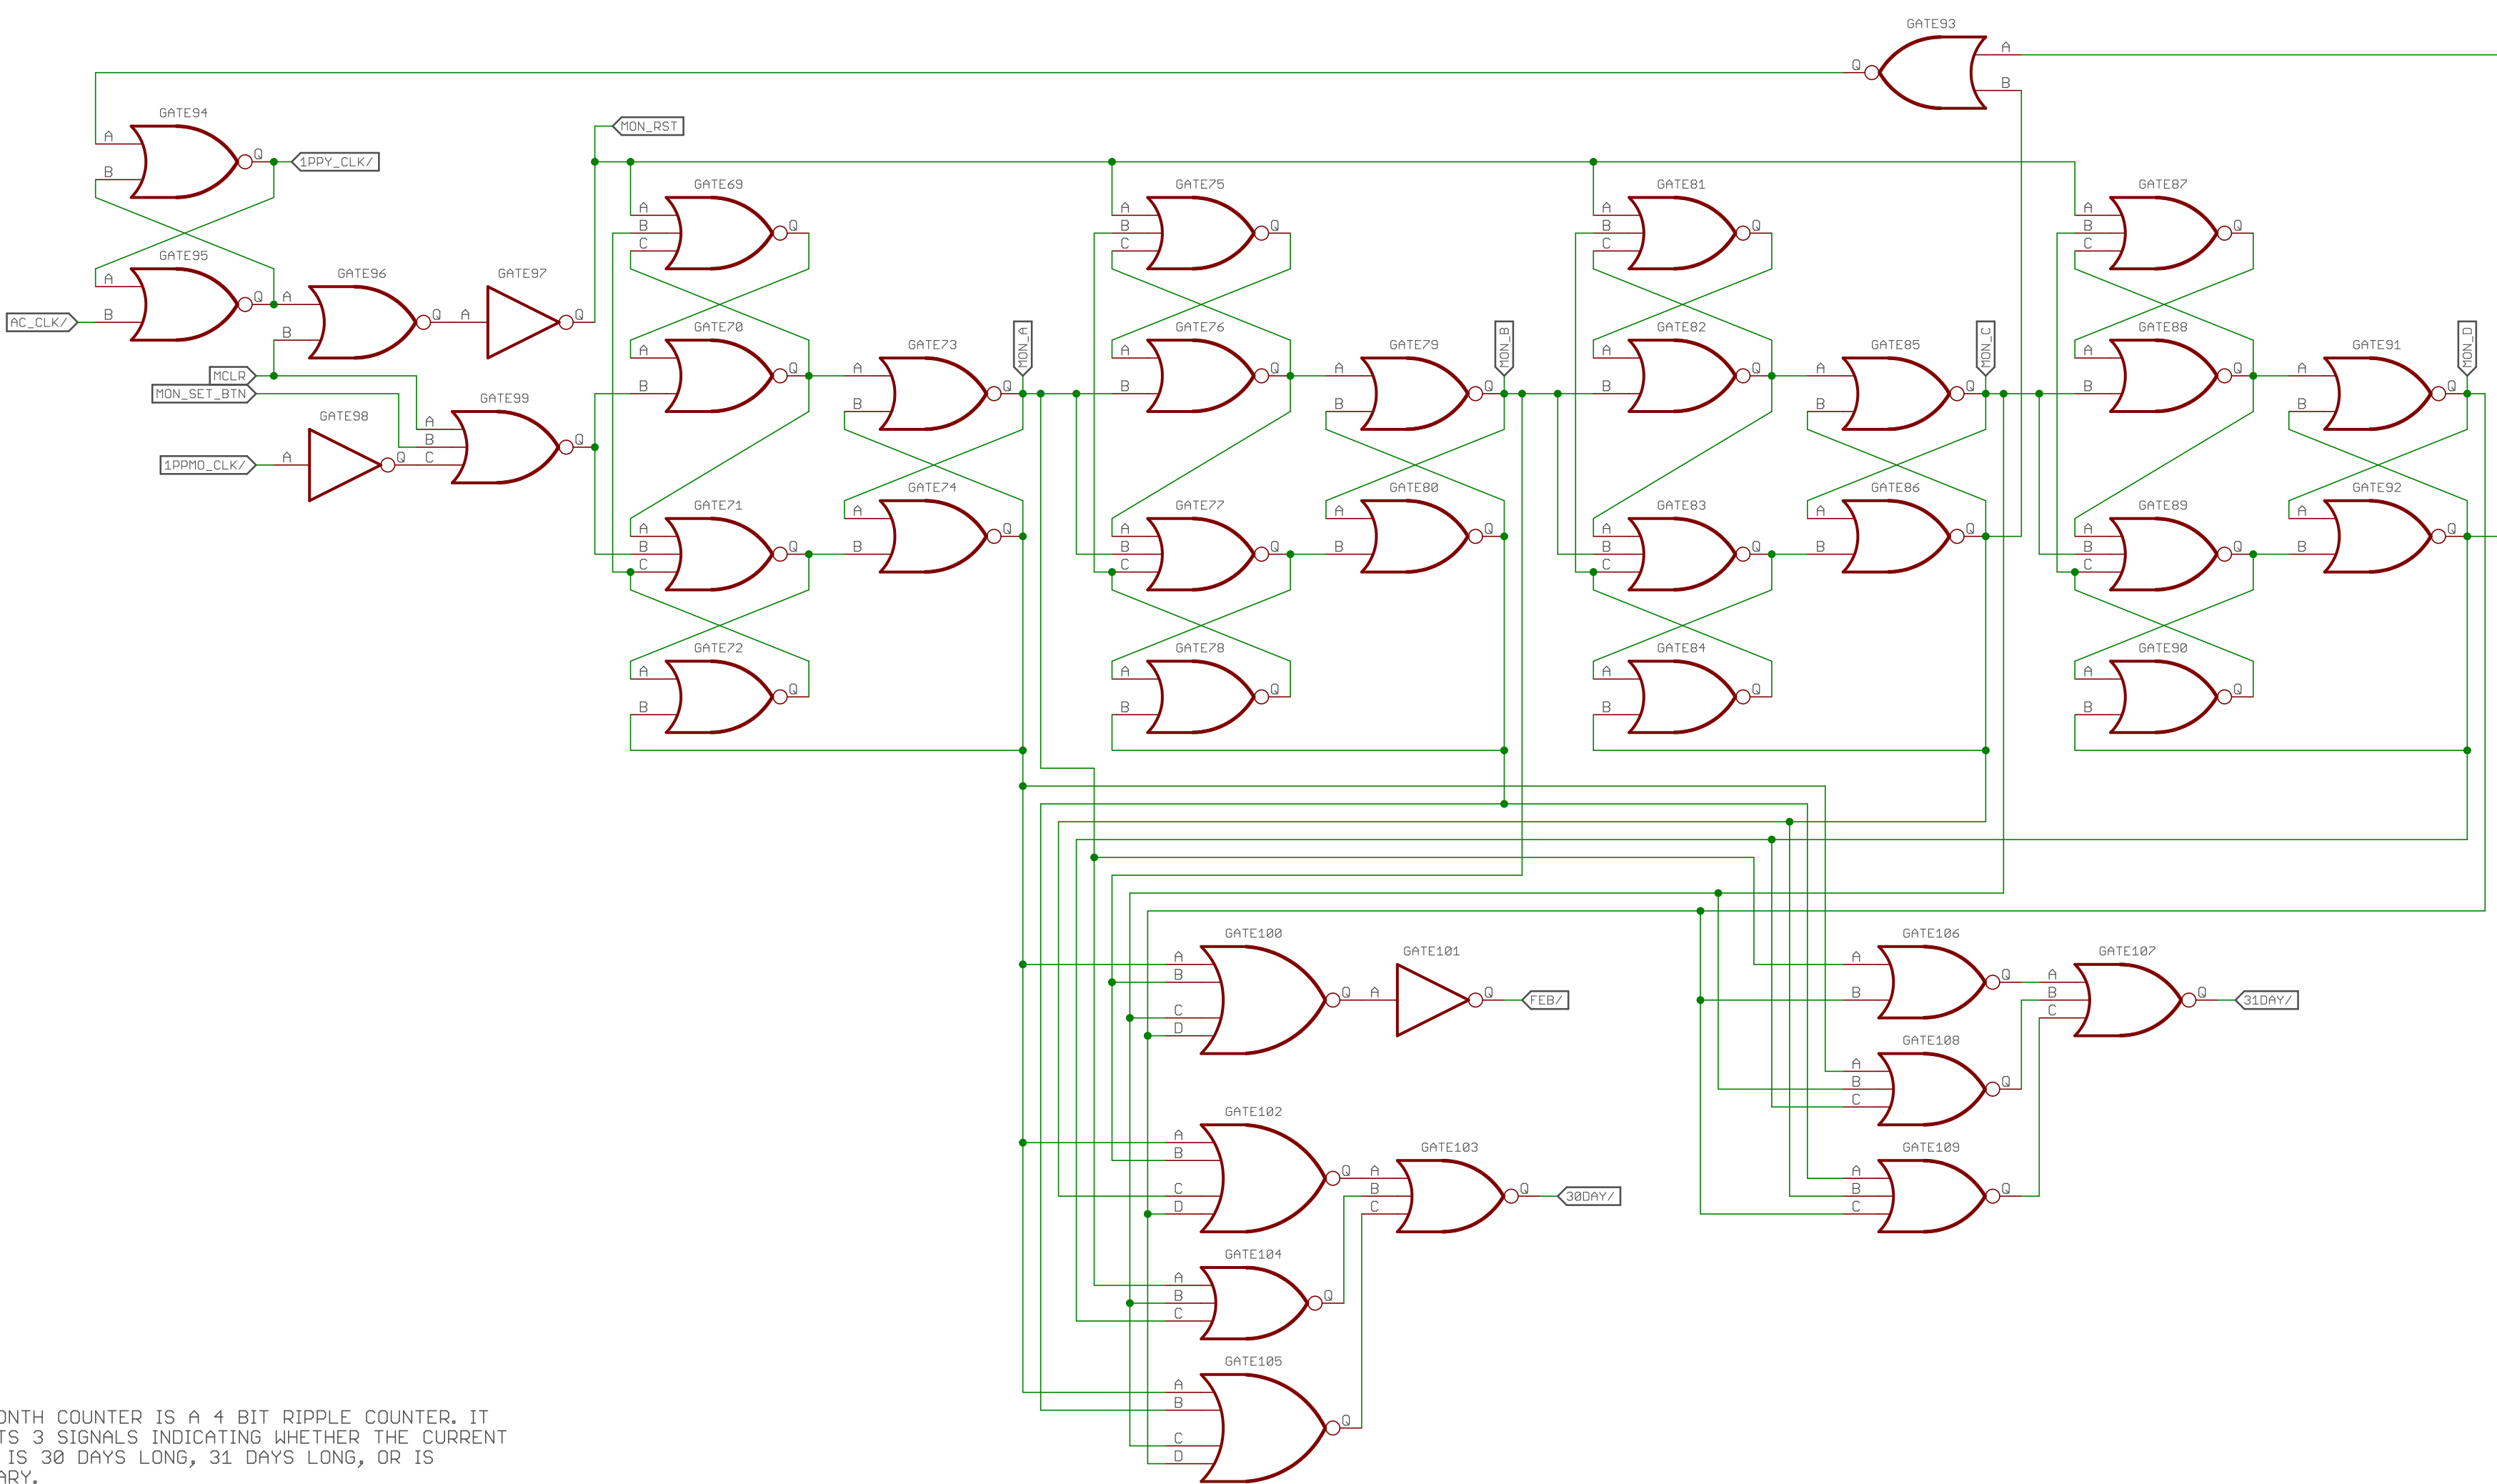 GATE93
A
Q
B
GATE94
A
Q
B
MON_RST
1PPY_CLK/
GATE69
A
B
C
Q
GATE75
A
B
C
Q
GATE81
A
B
C
Q
GATE87
A
B
C
Q
GATE95
A
Q
B
AC_CLK/
GATE96
A
Q
B
GATE97
A
Q
GATE70
A
Q
B
GATE73
A
Q
B
MON_A
GATE76
A
Q
B
GATE79
A
Q
B
MON_B
GATE82
A
Q
B
GATE85
A
Q
B
MON_C
GATE88
A
Q
B
GATE91
A
Q
B
MON_D
MCLR
MON_SET_BTN
GATE98
A
Q
1PPMO_CLK/
GATE99
A
B
C
Q
GATE71
A
B
C
Q
GATE74
A
Q
B
GATE77
A
B
C
Q
GATE80
A
Q
B
GATE83
A
B
C
Q
GATE86
A
Q
B
GATE89
A
B
C
Q
GATE92
A
Q
B
GATE72
A
Q
B
GATE78
A
Q
B
GATE84
A
Q
B
GATE90
A
Q
B
GATE100
A
B
C
D
Q
GATE101
A
Q
FEB/
GATE106
A
B
Q
GATE107
A
B
C
Q
31DAY/
GATE108
A
B
C
Q
GATE102
A
B
C
D
Q
GATE103
A
B
C
Q
30DAY/
GATE109
A
B
C
Q
GATE104
A
B
C
Q
GATE105
A
B
C
D
Q
ONTH COUNTER IS A 4 BIT RIPPLE COUNTER. IT
TS 3 SIGNALS INDICATING WHETHER THE CURRENT
IS 30 DAYS LONG, 31 DAYS LONG, OR IS
ARY.